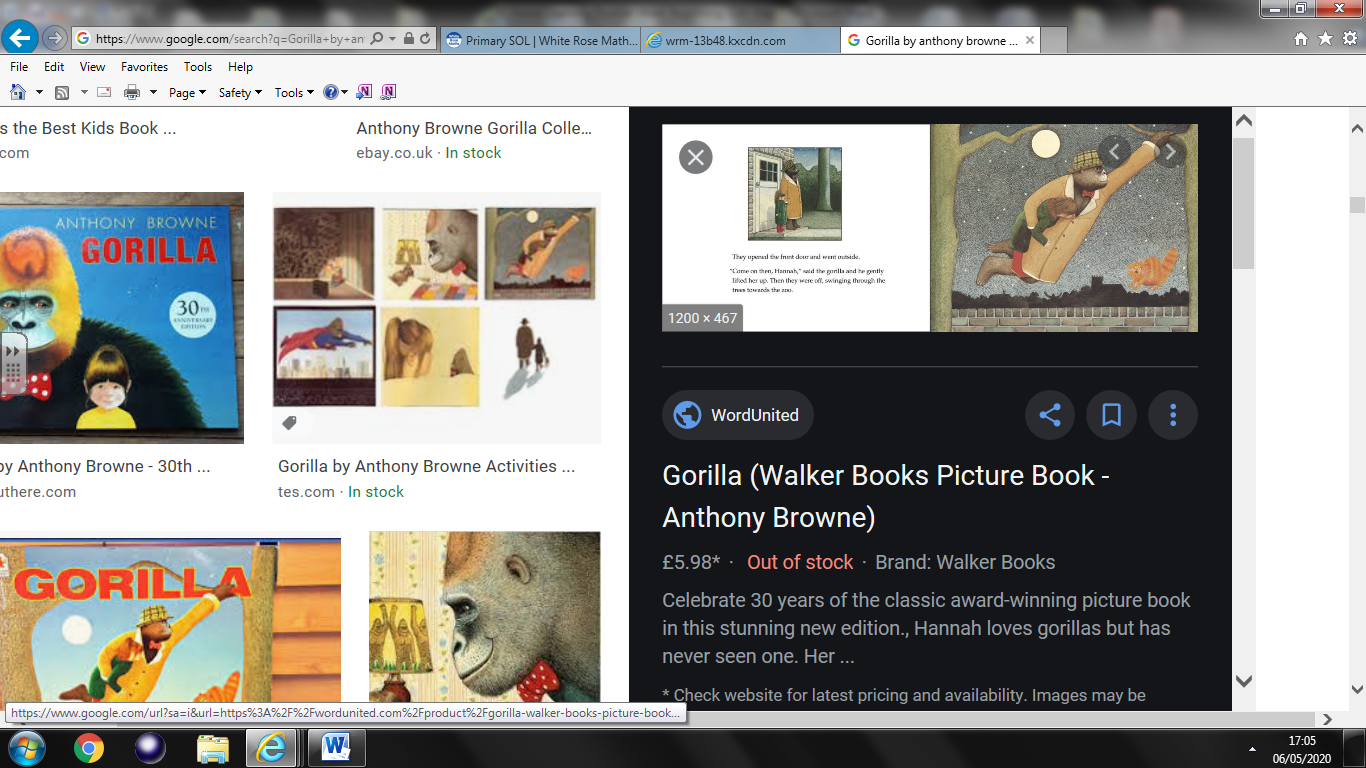 https://www.google.com/search?q=Gorilla+by+an
Primary SOL | White Rose Math...
wrm-13b48.kxcdn.com
Gorilla by anthony browne ...
File Edit View Favorites Tools Help
Page Safety Tools
s the Best Kids Book ...
com
Anthony Browne Gorilla Colle...
ebay.co.uk · In stock
ANTHONY BROWNE
GORILLA
30TH
ANNIVERSARY
EDITION
by Anthony Browne - 30th ...
uthere.com
Gorilla by Anthony Browne Activities ...
tes.com · In stock
GORILLA
They opened the front door and went outside.
"Come on then, Hannah," said the gorilla and he gently
lifted her up. Then they were off, swinging through the
trees towards the zoo.
1200 × 467
WordUnited
Gorilla (Walker Books Picture Book -
Anthony Browne)
£5.98* · Out of stock · Brand: Walker Books
Celebrate 30 years of the classic award-winning picture book
in this stunning new edition., Hannah loves gorillas but has
never seen one. Her ...
* Check website for latest pricing and availability. Images may be
https://www.google.com/url?sa=i&url=https%3A%2F%2Fwordunited.com%2Fproduct%2Fgorilla-walker-books-picture-book...
17:05
06/05/2020